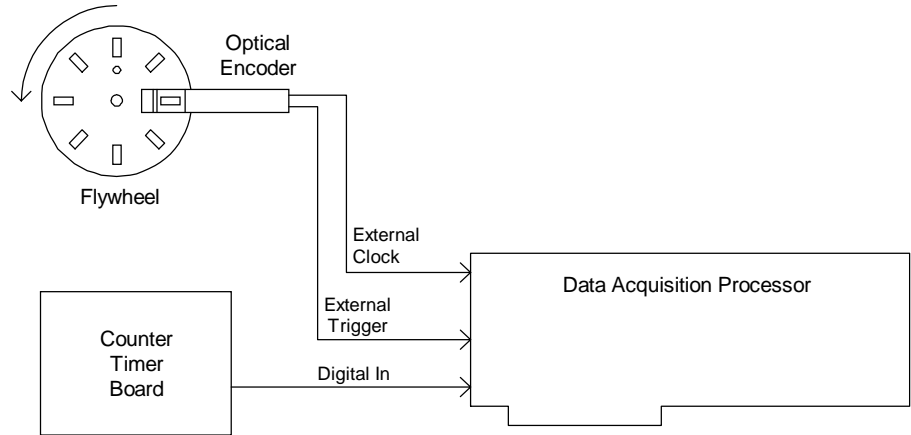 Optical
Encoder
Flywheel
External
Clock
Data Acquisition Processor
External
Trigger
Counter
Timer
Board
Digital In